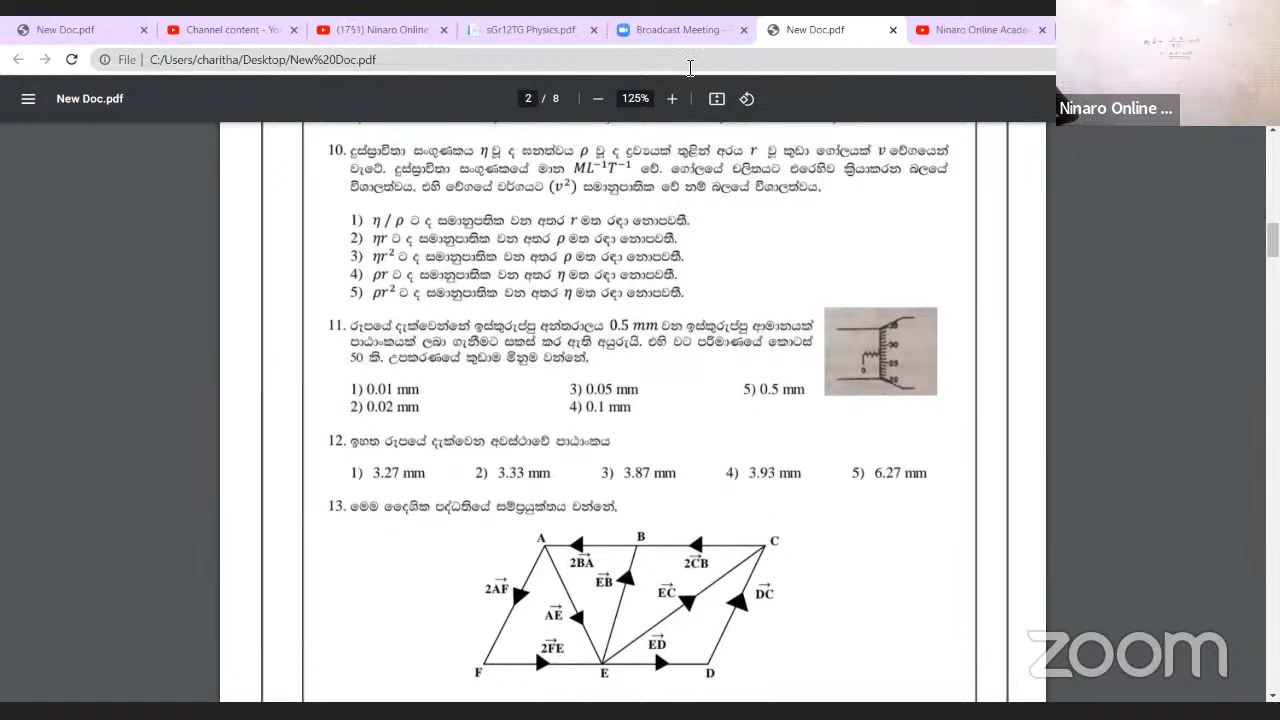 New Doc.pdf
Channel content - Yo
(1751) Ninaro Online
sGr12TG Physics.pdf
Broadcast Meeting -
New Doc.pdf
Ninaro Online Acade
File C:/Users/charitha/Desktop/New%20Doc.pdf
New Doc.pdf
2 / 8
125%
Ninaro Online ...
10. දුස්ස්‍රාවිතා සංගුණකය η වූ ද ඝනත්වය ρ වූ ද ද්‍රව්‍යයක් තුළින් අරය r වූ කුඩා ගෝලයක් v වේගයෙන්
වැටේ. දුස්ස්‍රාවිතා සංගුණකයේ මාන ML⁻¹T⁻¹ වේ. ගෝලයේ චලිතයට එරෙහිව ක්‍රියාකරන බලයේ
විශාලත්වය, එහි වේගයේ වර්ගයට (v²) සමානුපාතික වේ නම් බලයේ විශාලත්වය,
1) η / ρ ට ද සමානුපතික වන අතර r මත රඳා නොපවතී.
2) ηr ට ද සමානුපාතික වන අතර ρ මත රඳා නොපවතී.
3) ηr² ට ද සමානුපාතික වන අතර ρ මත රඳා නොපවතී.
4) ρr ට ද සමානුපාතික වන අතර η මත රඳා නොපවතී.
5) ρr² ට ද සමානුපාතික වන අතර η මත රඳා නොපවතී.
11. රූපයේ දැක්වෙන්නේ ඉස්කුරුප්පු අන්තරාලය 0.5 mm වන ඉස්කුරුප්පු ආමානයක්
පාඨාංකයක් ලබා ගැනීමට සකස් කර ඇති අයුරුයි. එහි වට පරිමාණයේ කොටස්
50 කි. උපකරණයේ කුඩාම මිනුම වන්නේ,
35
30
25
20
0
1) 0.01 mm 3) 0.05 mm 5) 0.5 mm
2) 0.02 mm 4) 0.1 mm
12. ඉහත රූපයේ දැක්වෙන අවස්ථාවේ පාඨාංකය
1) 3.27 mm 2) 3.33 mm 3) 3.87 mm 4) 3.93 mm 5) 6.27 mm
13. මෙම දෛශික පද්ධතියේ සම්ප්‍රයුක්තය වන්නේ,
A B C
2BA 2CB
EB
2AF EC DC
AE
2FE ED
F E D
zoom